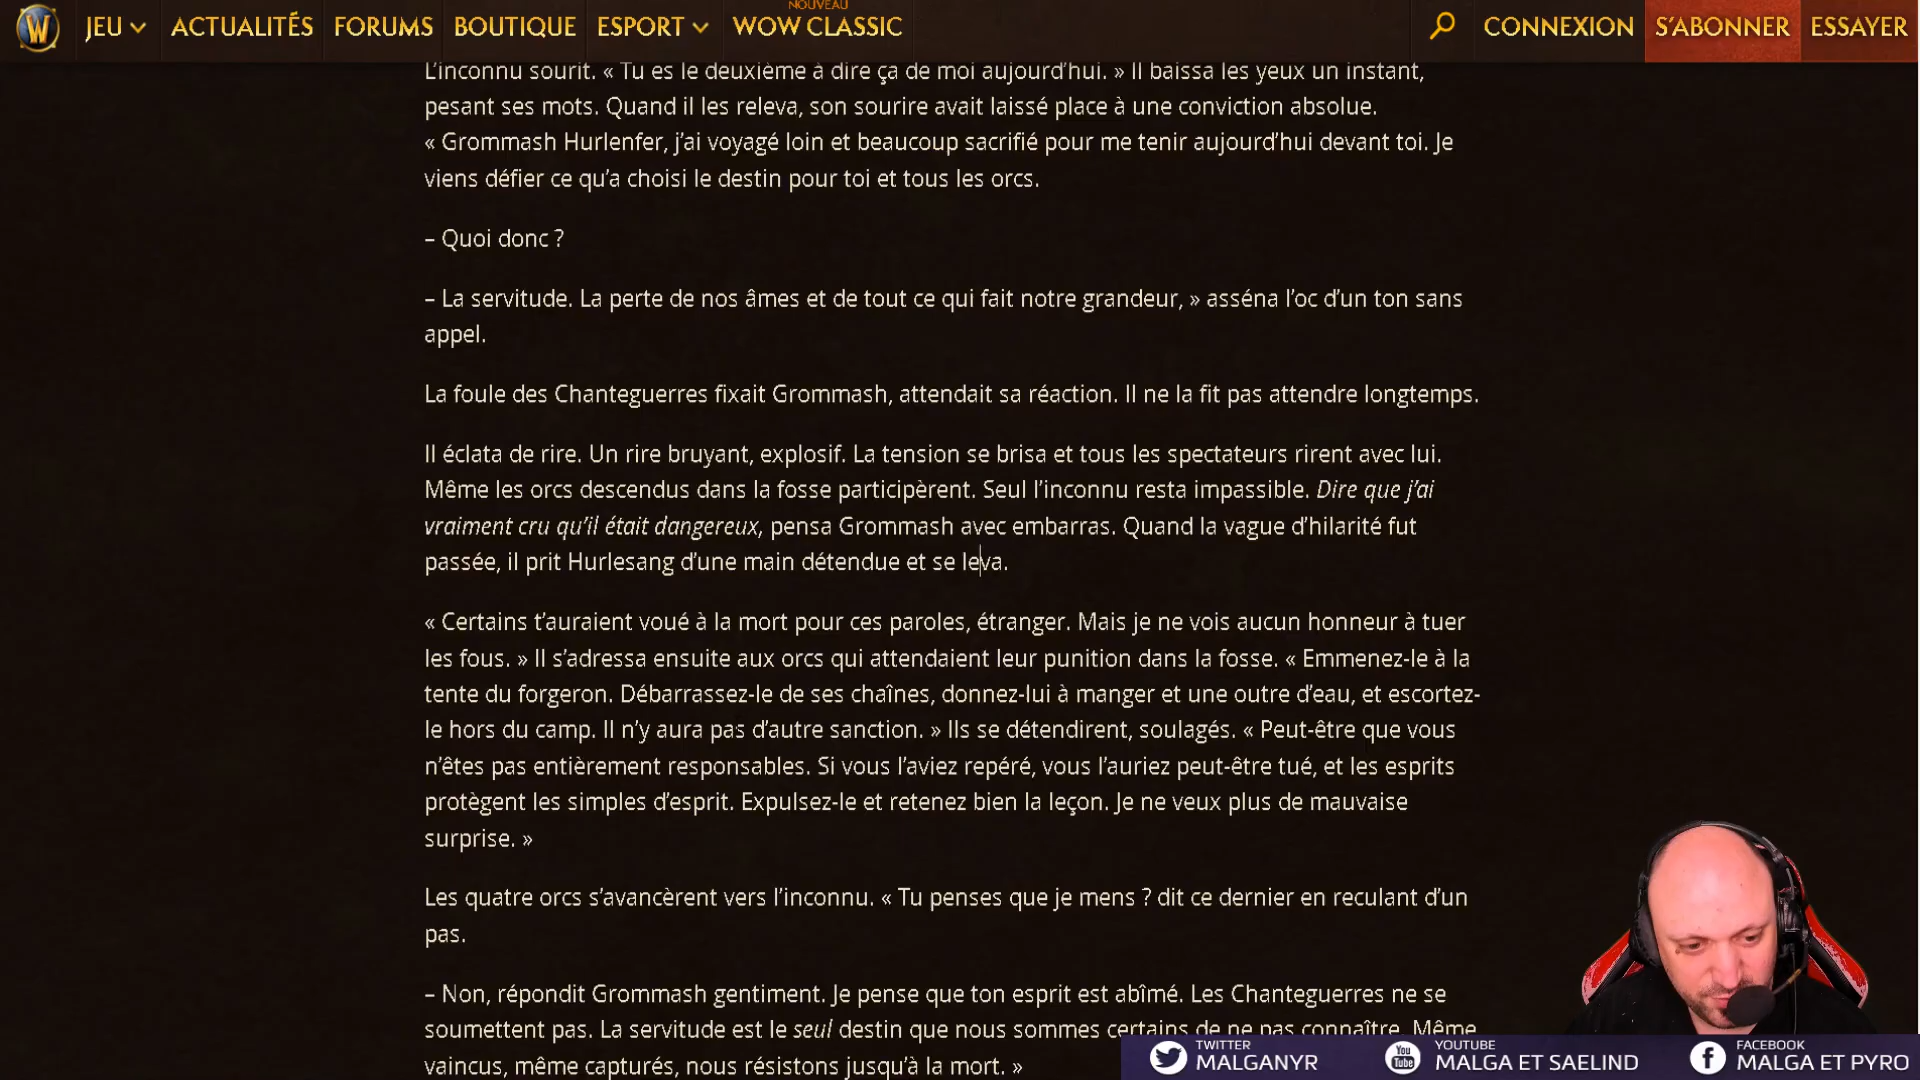 NOUVEAU
JEU ACTUALITÉS FORUMS BOUTIQUE ESPORT WOW CLASSIC CONNEXION S'ABONNER ESSAYER
L'inconnu sourit. « Tu es le deuxième à dire ça de moi aujourd'hui. » Il baissa les yeux un instant,
pesant ses mots. Quand il les releva, son sourire avait laissé place à une conviction absolue.
« Grommash Hurlenfer, j'ai voyagé loin et beaucoup sacrifié pour me tenir aujourd'hui devant toi. Je
viens défier ce qu'a choisi le destin pour toi et tous les orcs.
– Quoi donc ?
– La servitude. La perte de nos âmes et de tout ce qui fait notre grandeur, » asséna l'oc d'un ton sans
appel.
La foule des Chanteguerres fixait Grommash, attendait sa réaction. Il ne la fit pas attendre longtemps.
Il éclata de rire. Un rire bruyant, explosif. La tension se brisa et tous les spectateurs rirent avec lui.
Même les orcs descendus dans la fosse participèrent. Seul l'inconnu resta impassible. Dire que j'ai
vraiment cru qu'il était dangereux, pensa Grommash avec embarras. Quand la vague d'hilarité fut
passée, il prit Hurlesang d'une main détendue et se leva.
« Certains t'auraient voué à la mort pour ces paroles, étranger. Mais je ne vois aucun honneur à tuer
les fous. » Il s'adressa ensuite aux orcs qui attendaient leur punition dans la fosse. « Emmenez-le à la
tente du forgeron. Débarrassez-le de ses chaînes, donnez-lui à manger et une outre d'eau, et escortez-
le hors du camp. Il n'y aura pas d'autre sanction. » Ils se détendirent, soulagés. « Peut-être que vous
n'êtes pas entièrement responsables. Si vous l'aviez repéré, vous l'auriez peut-être tué, et les esprits
protègent les simples d'esprit. Expulsez-le et retenez bien la leçon. Je ne veux plus de mauvaise
surprise. »
Les quatre orcs s'avancèrent vers l'inconnu. « Tu penses que je mens ? dit ce dernier en reculant d'un
pas.
– Non, répondit Grommash gentiment. Je pense que ton esprit est abîmé. Les Chanteguerres ne se
soumettent pas. La servitude est le seul destin que nous sommes certains de ne pas connaître. Même
vaincus, même capturés, nous résistons jusqu'à la mort. »
TWITTER
MALGANYR
YOUTUBE
MALGA ET SAELIND
FACEBOOK
MALGA ET PYRO